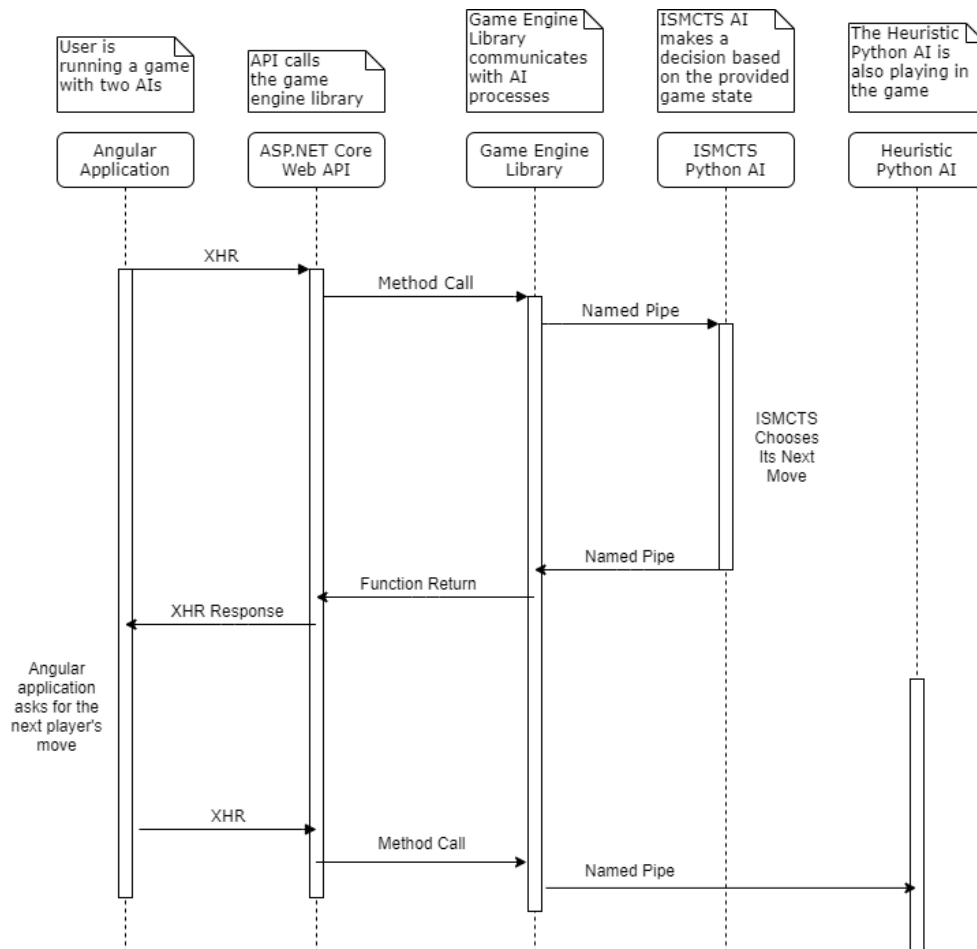 User is
running a game
with two AIs
API calls
the game
engine library
Game Engine
Library
communicates
with AI
processes
ISMCTS AI
makes a
decision based
on the provided
game state
The Heuristic
Python AI is
also playing in
the game
Angular
Application
ASP.NET Core
Web API
Game Engine
Library
ISMCTS
Python AI
Heuristic
Python AI
XHR
Method Call
Named Pipe
ISMCTS
Chooses
Its Next
Move
Named Pipe
Function Return
XHR Response
Angular
application
asks for the
next player's
move
XHR
Method Call
Named Pipe